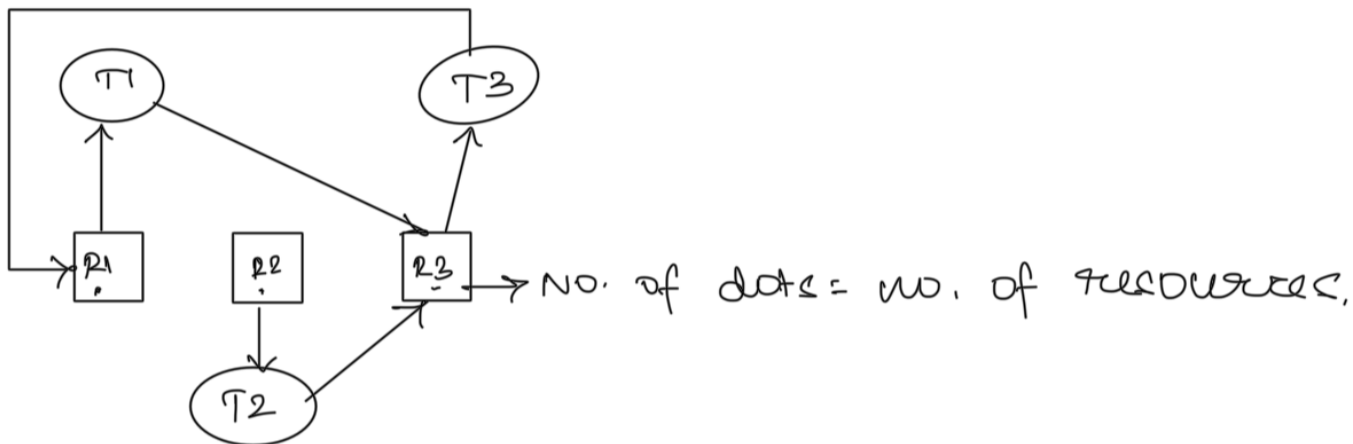 T1
T3
R1
R2
R3
No. of dots = no. of resources.
T2